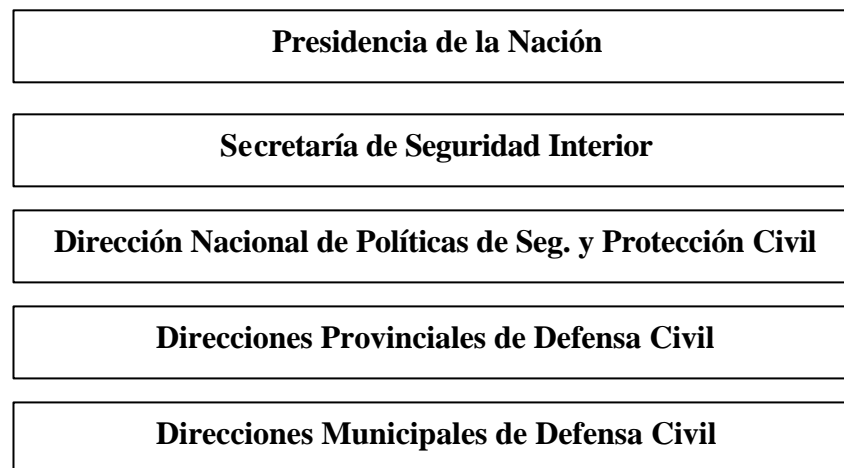 Presidencia de la Nación
Secretaría de Seguridad Interior
Dirección Nacional de Políticas de Seg. y Protección Civil
Direcciones Provinciales de Defensa Civil
Direcciones Municipales de Defensa Civil